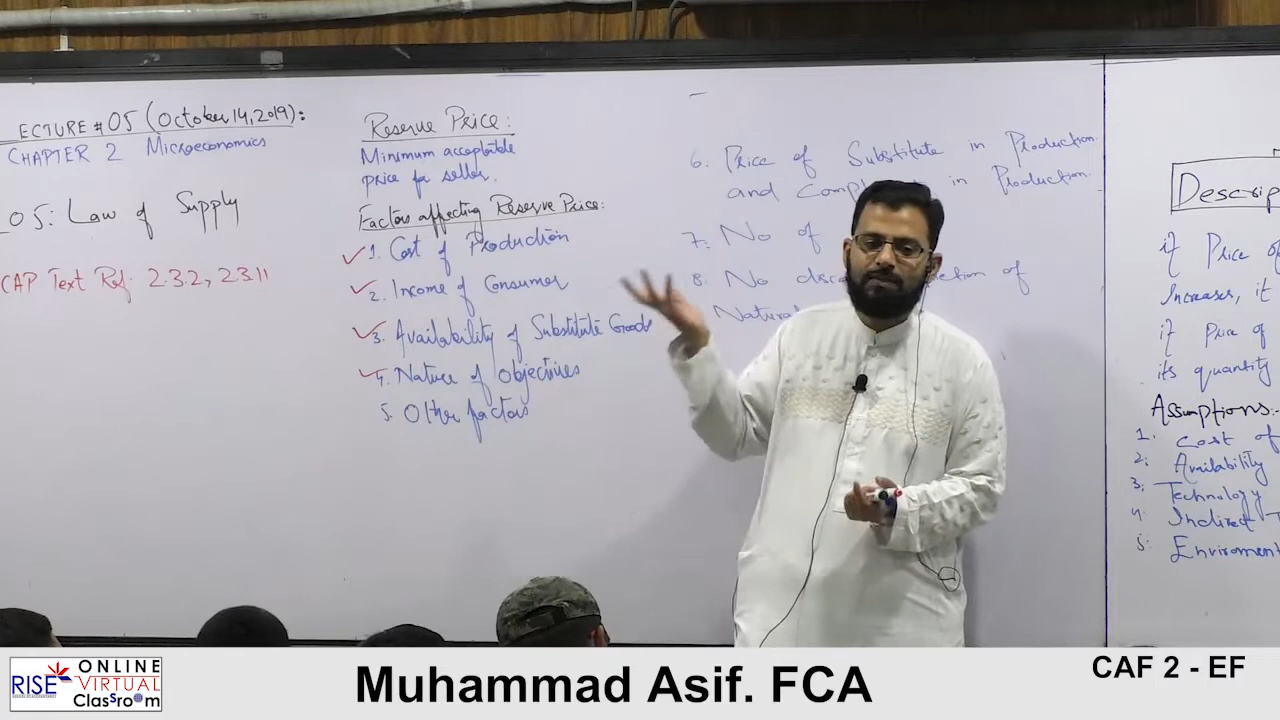 ECTURE #05 (October 14, 2019):
CHAPTER 2 Microeconomics
O5: Law of Supply
CAP Text Ref: 2.3.2, 2.3.11
Reserve Price:
Minimum acceptable
price for seller.
Factors affecting Reserve Price:
1. Cost of Production
2. Income of Consumer
3. Availability of Substitute Goods
4. Nature of Objectives
5. Other factors
6. Price of Substitute in Production
and in Production.
7. No of
8. No of
Natural
Descrip
if Price of
Increases, it
if Price of
its quantity
Assumptions:
1. Cost of
2. Availability
3. Technology
4. Indirect T
5. Enviroment
RISE ONLINE
VIRTUAL
Classroom
Muhammad Asif. FCA
CAF 2 - EF